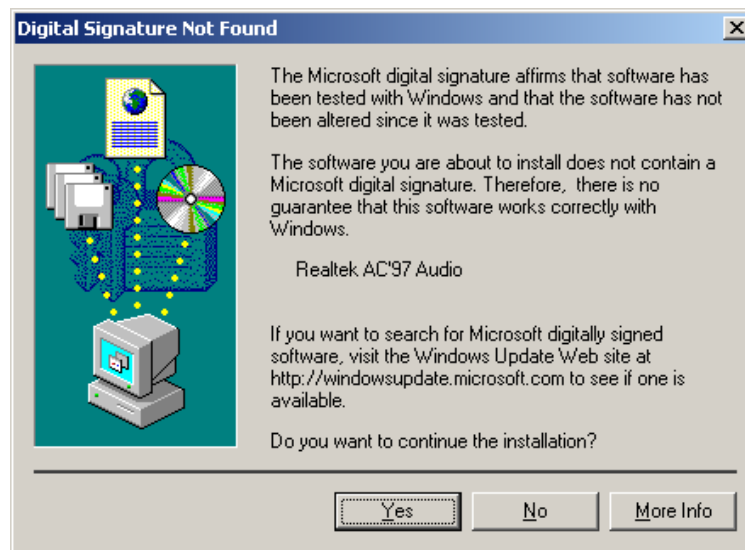 Digital Signature Not Found
The Microsoft digital signature affirms that software has
been tested with Windows and that the software has not
been altered since it was tested.
The software you are about to install does not contain a
Microsoft digital signature. Therefore,  there is no
guarantee that this software works correctly with
Windows.
Realtek AC'97 Audio
If you want to search for Microsoft digitally signed
software, visit the Windows Update Web site at
http://windowsupdate.microsoft.com to see if one is
available.
Do you want to continue the installation?
Yes
No
More Info